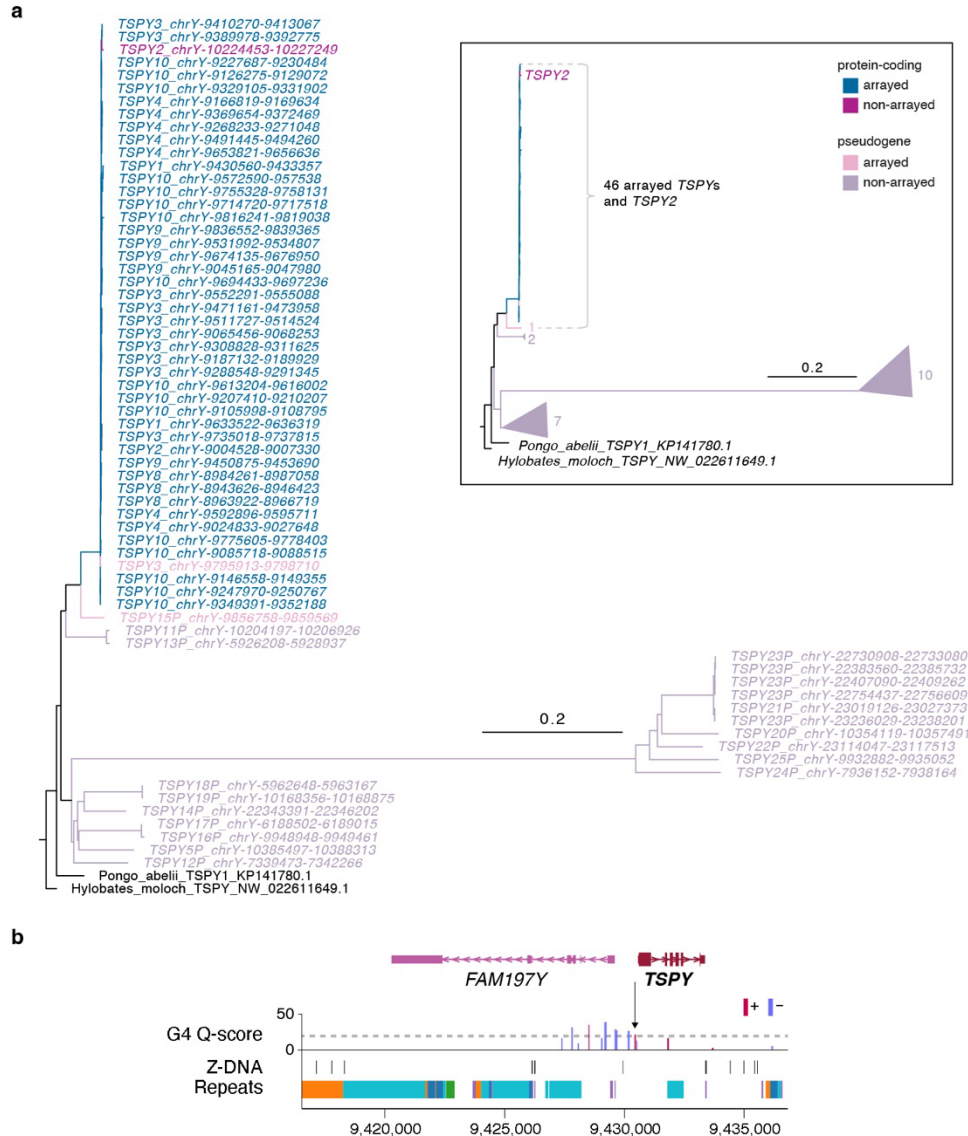 a
TSPY3_chrY-9410270-9413067
TSPY3_chrY-9389978-9392775
TSPY2_chrY-10224453-10227249
TSPY10_chrY-9227687-9230484
TSPY10_chrY-9126275-9129072
TSPY10_chrY-9329105-9331902
TSPY4_chrY-9166819-9169634
TSPY4_chrY-9369654-9372469
TSPY4_chrY-9268233-9271048
TSPY4_chrY-9491445-9494260
TSPY4_chrY-9653821-9656636
TSPY1_chrY-9430560-9433357
TSPY10_chrY-9572590-957538
TSPY10_chrY-9755328-9758131
TSPY10_chrY-9714720-9717518
TSPY10_chrY-9816241-9819038
TSPY9_chrY-9836552-9839365
TSPY9_chrY-9531992-9534807
TSPY9_chrY-9674135-9676950
TSPY9_chrY-9045165-9047980
TSPY10_chrY-9694433-9697236
TSPY3_chrY-9552291-9555088
TSPY3_chrY-9471161-9473958
TSPY3_chrY-9511727-9514524
TSPY3_chrY-9065456-9068253
TSPY3_chrY-9308828-9311625
TSPY3_chrY-9187132-9189929
TSPY3_chrY-9288548-9291345
TSPY10_chrY-9613204-9616002
TSPY10_chrY-9207410-9210207
TSPY10_chrY-9105998-9108795
TSPY1_chrY-9633522-9636319
TSPY3_chrY-9735018-9737815
TSPY2_chrY-9004528-9007330
TSPY9_chrY-9450875-9453690
TSPY8_chrY-8984261-8987058
TSPY8_chrY-8943626-8946423
TSPY8_chrY-8963922-8966719
TSPY4_chrY-9592896-9595711
TSPY4_chrY-9024833-9027648
TSPY10_chrY-9775605-9778403
TSPY10_chrY-9085718-9088515
TSPY3_chrY-9795913-9798710
TSPY10_chrY-9146558-9149355
TSPY10_chrY-9247970-9250767
TSPY10_chrY-9349391-9352188
TSPY15P_chrY-9856758-9859569
TSPY11P_chrY-10204197-10206926
TSPY13P_chrY-5926208-5928937
TSPY23P_chrY-22730908-22733080
TSPY23P_chrY-22383560-22385732
TSPY23P_chrY-22407090-22409262
TSPY23P_chrY-22754437-22756609
TSPY21P_chrY-23019126-23027373
TSPY23P_chrY-23236029-23238201
TSPY20P_chrY-10354119-10357491
TSPY22P_chrY-23114047-23117513
TSPY25P_chrY-9932882-9935052
TSPY24P_chrY-7936152-7938164
0.2
TSPY18P_chrY-5962648-5963167
TSPY19P_chrY-10168356-10168875
TSPY14P_chrY-22343391-22346202
TSPY17P_chrY-6188502-6189015
TSPY16P_chrY-9948948-9949461
TSPY5P_chrY-10385497-10388313
TSPY12P_chrY-7339473-7342266
Pongo_abelii_TSPY1_KP141780.1
Hylobates_moloch_TSPY_NW_022611649.1
TSPY2
protein-coding
arrayed
non-arrayed
pseudogene
arrayed
non-arrayed
46 arrayed TSPYs
and TSPY2
1
2
0.2
10
7
Pongo_abelii_TSPY1_KP141780.1
Hylobates_moloch_TSPY_NW_022611649.1
b
FAM197Y
TSPY
+ −
50
G4 Q-score
0
Z-DNA
Repeats
9,420,000
9,425,000
9,430,000
9,435,000